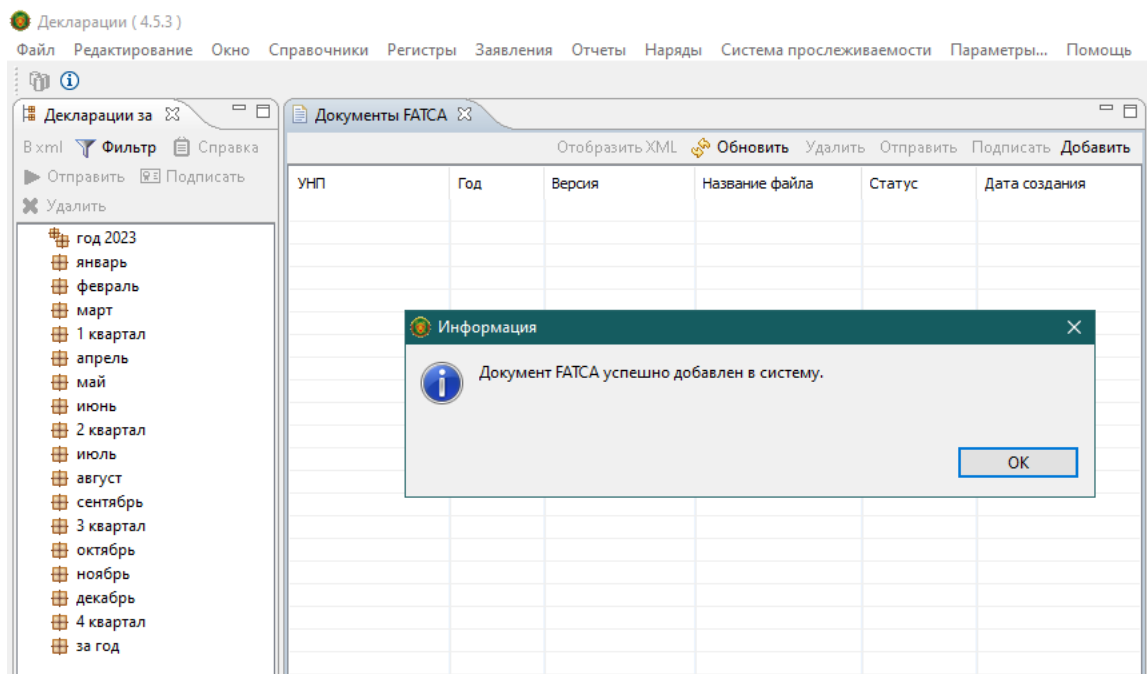 Декларации ( 4.5.3 )
Файл Редактирование Окно Справочники Регистры Заявления Отчеты Наряды Система прослеживаемости Параметры... Помощь
Декларации за
Документы FATCA
В xml Фильтр Справка
Отобразить XML Обновить Удалить Отправить Подписать Добавить
Отправить Подписать
Удалить
УНП Год Версия Название файла Статус Дата создания
год 2023
январь
февраль
март
1 квартал
апрель
май
июнь
2 квартал
июль
август
сентябрь
3 квартал
октябрь
ноябрь
декабрь
4 квартал
за год
Информация
Документ FATCA успешно добавлен в систему.
OK